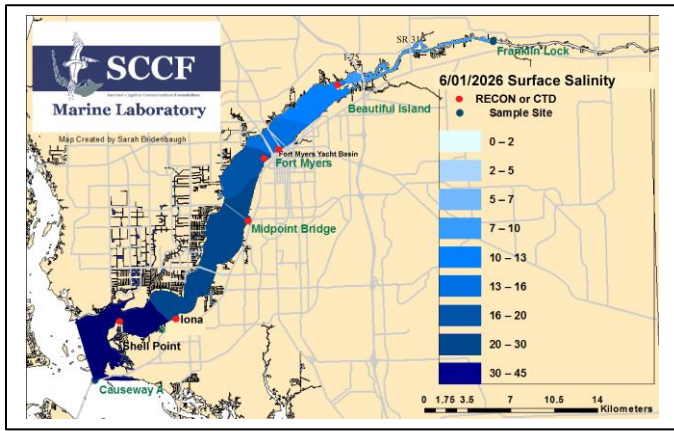 SCCF
Sanibel-Captiva Conservation Foundation
Marine Laboratory
Map Created by Sarah Bridenbaugh
I-75
SR 31
Franklin Lock
6/01/2026 Surface Salinity
RECON or CTD
Sample Site
Beautiful Island
Fort Myers Yacht Basin
Fort Myers
Midpoint Bridge
Iona
Shell Point
Causeway A
0 – 2
2 – 5
5 – 7
7 – 10
10 – 13
13 – 16
16 – 20
20 – 30
30 – 45
0 1.75 3.5 7 10.5 14
Kilometers